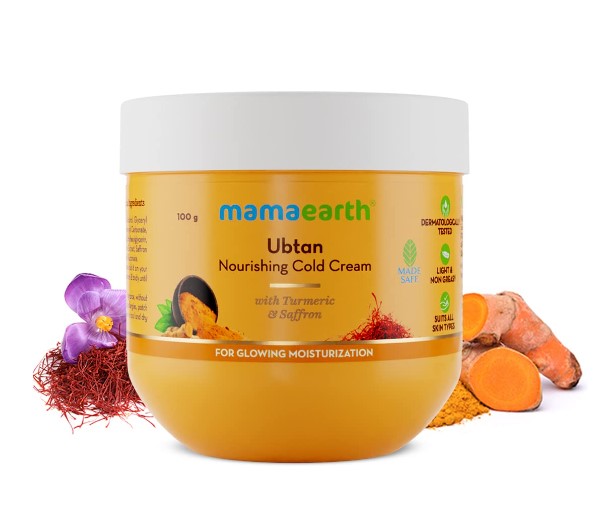 100 g
mamaearth®
Ubtan
Nourishing Cold Cream
with Turmeric
& Saffron
FOR GLOWING MOISTURIZATION
MADE
SAFE
DERMATOLOGICALLY
TESTED
LIGHT &
NON GREASY
SUITS ALL
SKIN TYPES